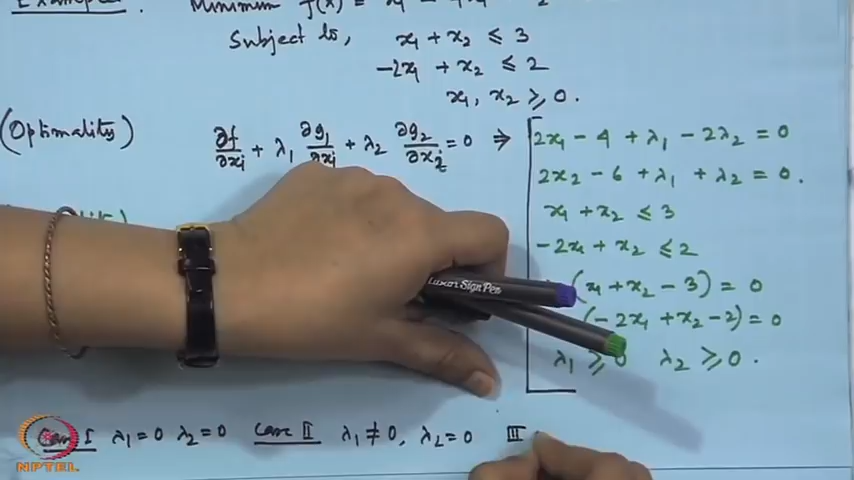 Example.
Minimum f(x) =
Subject to, x₁ + x₂ ≤ 3
-2x₁ + x₂ ≤ 2
x₁, x₂ ≥ 0.
(Optimality) ∂f/∂xᵢ + λ₁ ∂g₁/∂xᵢ + λ₂ ∂g₂/∂xᵢ = 0 ⇒ 2x₁ - 4 + λ₁ - 2λ₂ = 0
2x₂ - 6 + λ₁ + λ₂ = 0.
x₁ + x₂ ≤ 3
-2x₁ + x₂ ≤ 2
(x₁ + x₂ - 3) = 0
(-2x₁ + x₂ - 2) = 0
λ₁ ≥ 0 λ₂ ≥ 0.
Luxor Sign Pen
Case I λ₁ = 0 λ₂ = 0 Case II λ₁ ≠ 0, λ₂ = 0 III
NPTEL